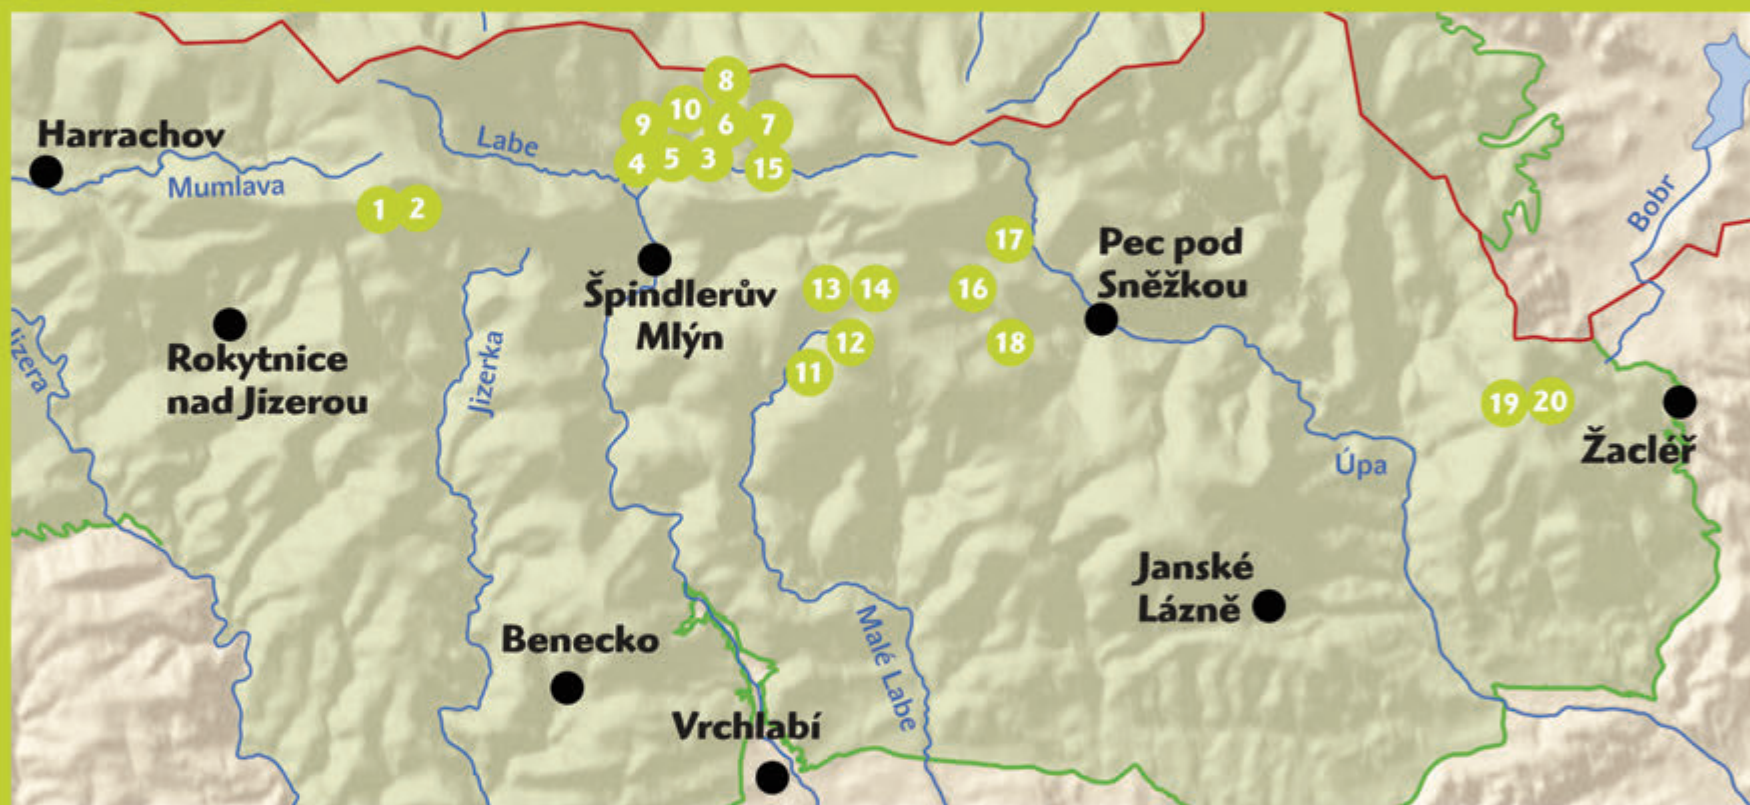 8
10
9
6
7
Harrachov
Labe
4
5
3
15
Mumlava
1
2
Bobr
17
Pec pod
Sněžkou
13
14
16
Špindlerův
Mlýn
12
18
11
Jizera
Rokytnice
nad Jizerou
Jizerka
19
20
Žacléř
Úpa
Janské
Lázně
Benecko
Malé Labe
Vrchlabí